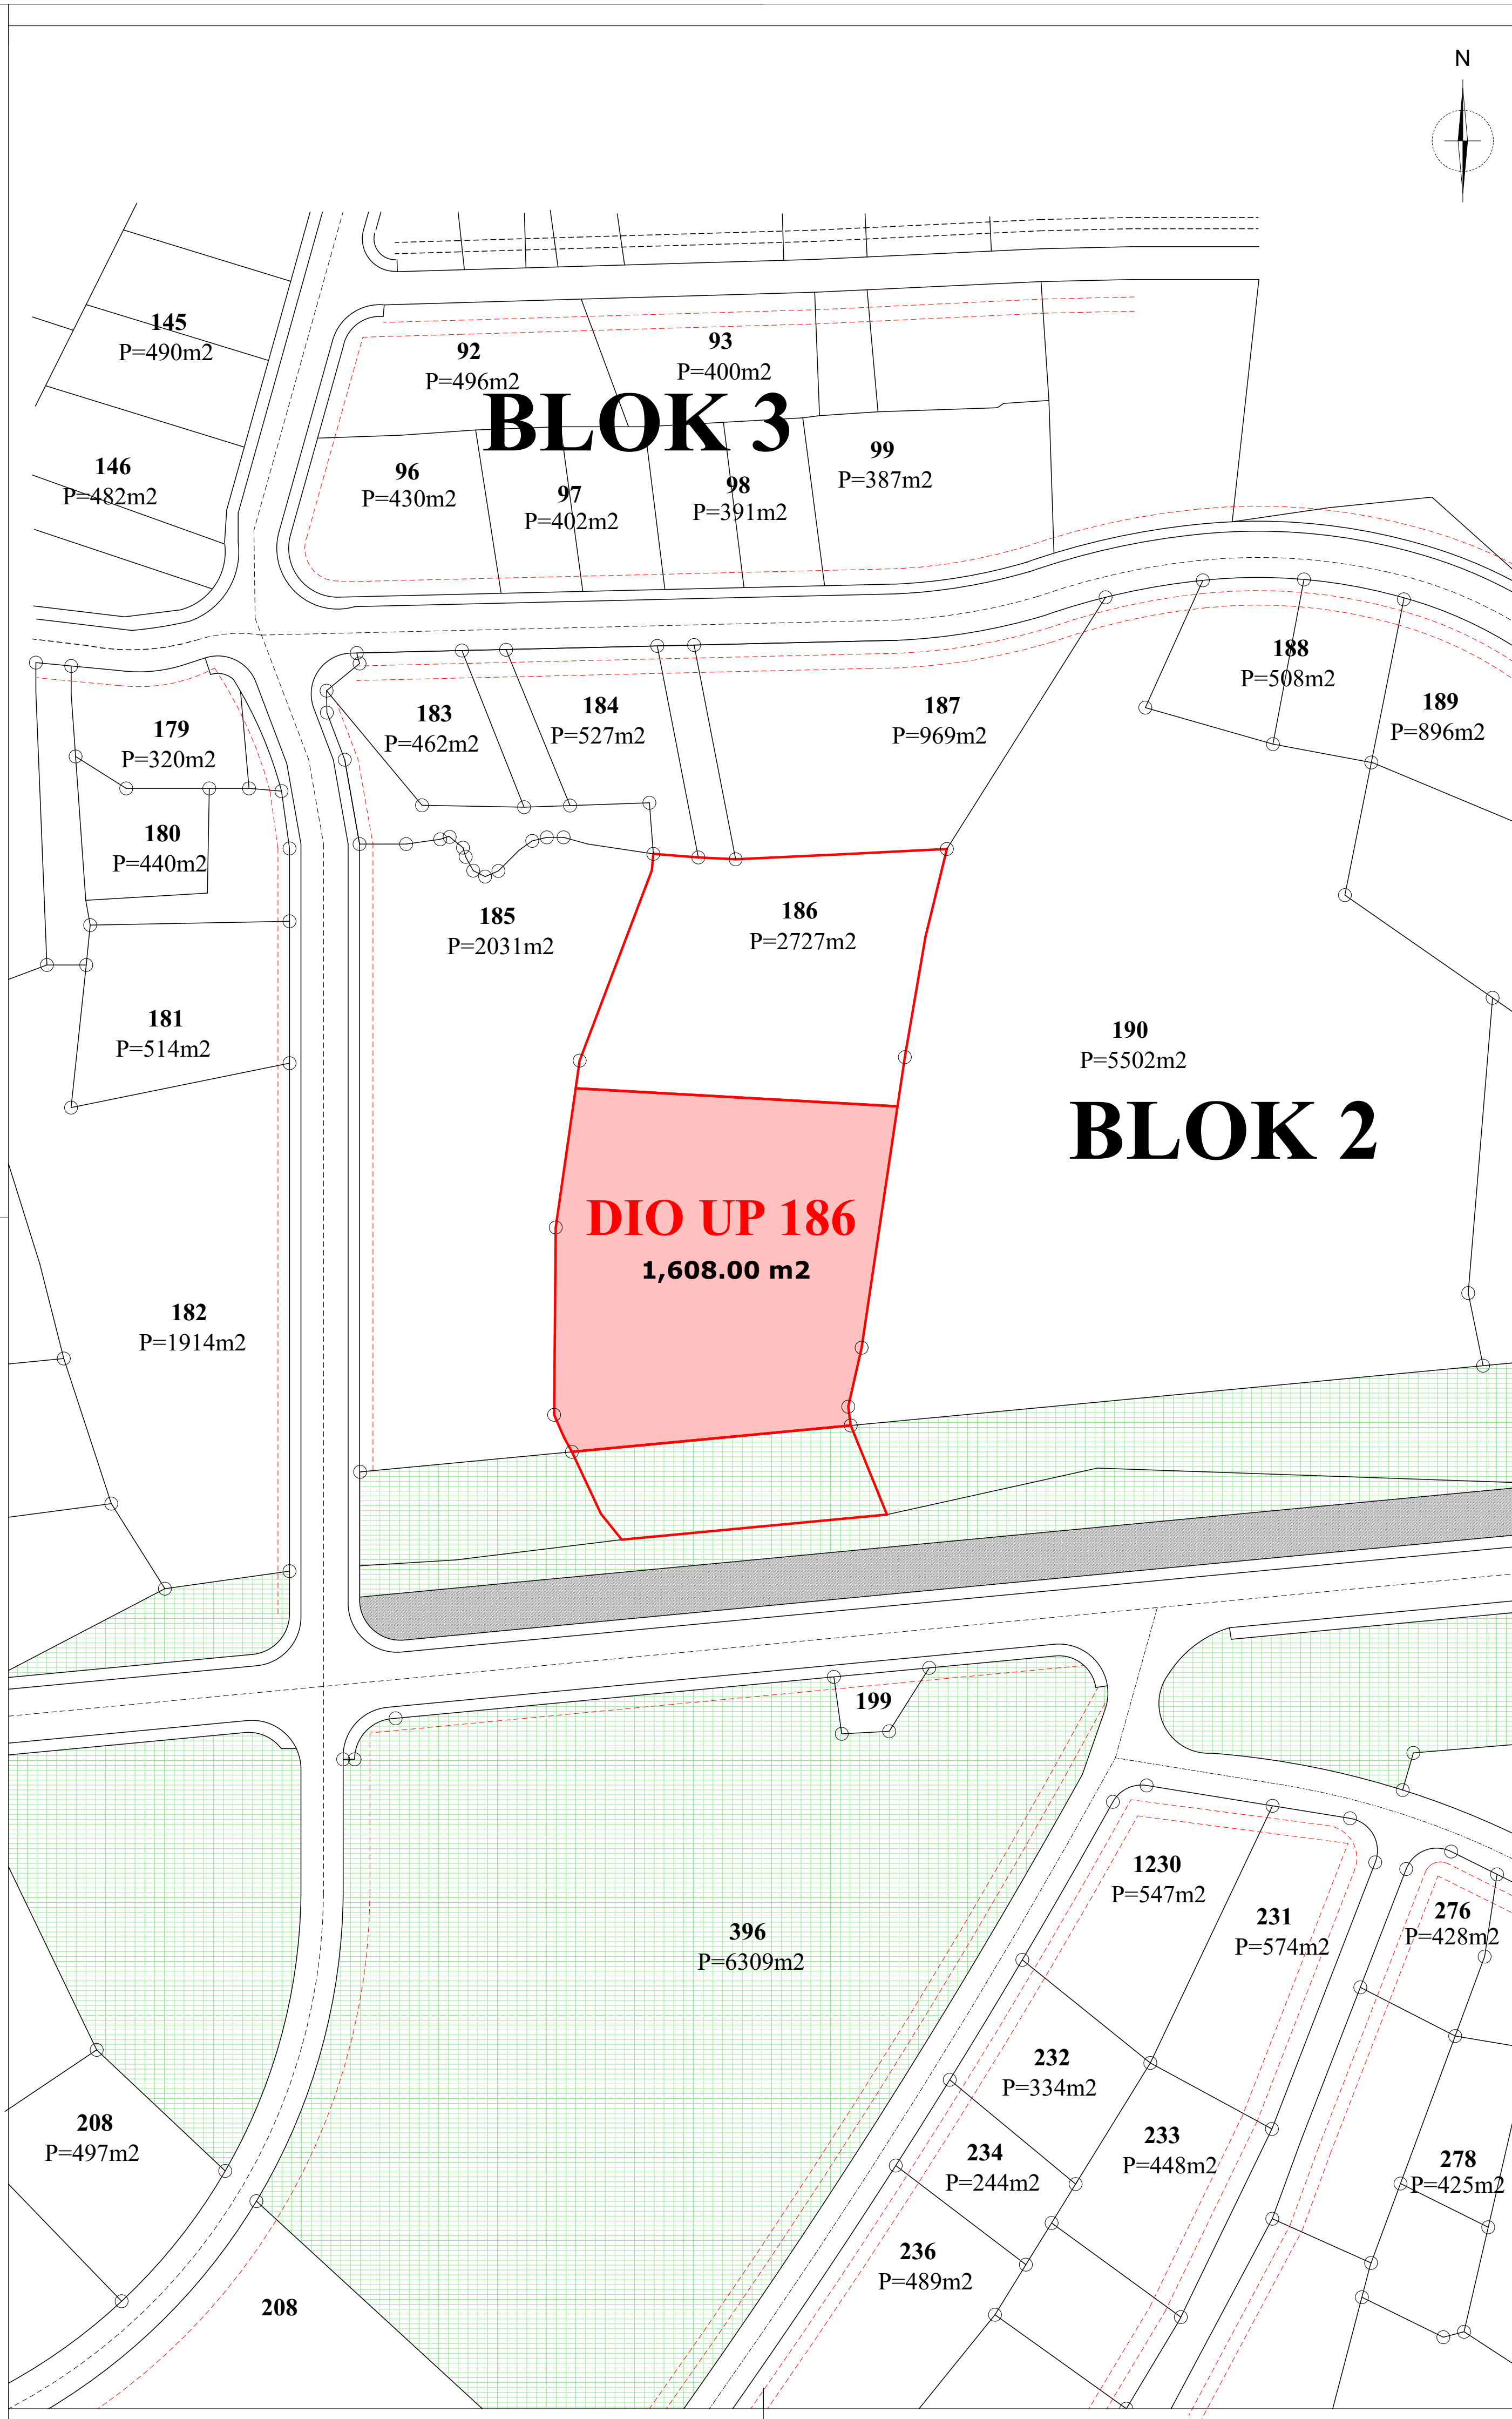 N
145
P=490m2
92
P=496m2
93
P=400m2
BLOK 3
146
P=482m2
96
P=430m2
97
P=402m2
98
P=391m2
99
P=387m2
188
P=508m2
189
P=896m2
179
P=320m2
183
P=462m2
184
P=527m2
187
P=969m2
180
P=440m2
185
P=2031m2
186
P=2727m2
181
P=514m2
190
P=5502m2
BLOK 2
DIO UP 186
1,608.00 m2
182
P=1914m2
199
1230
P=547m2
231
P=574m2
276
P=428m2
396
P=6309m2
232
P=334m2
208
P=497m2
234
P=244m2
233
P=448m2
278
P=425m2
236
P=489m2
208